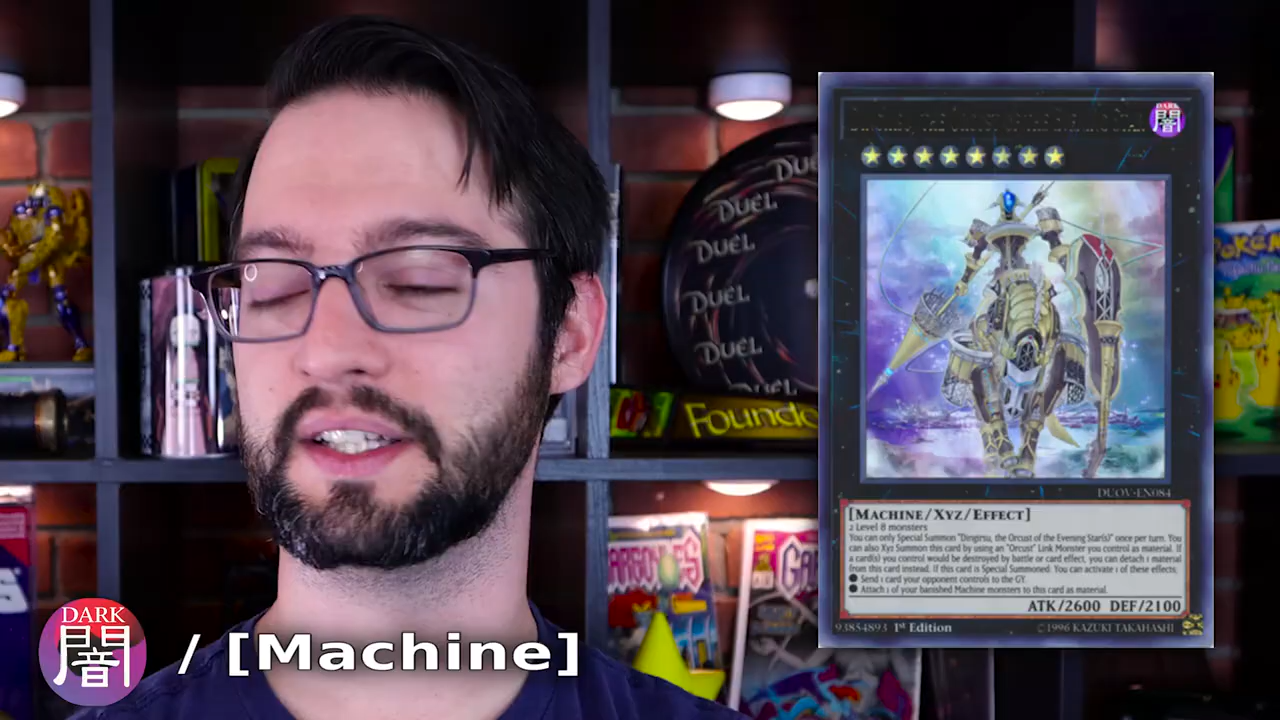 DARK
闇
DUEL
DUEL
DUEL
DUEL
DUEL
DUEL
Founde
POKÉM
ARGOYLES
GA
DUOV-EN084
[MACHINE/XYZ/EFFECT]
2 Level 8 monsters
You can only Special Summon "Dingirsu, the Orcust of the Evening Star(s)" once per turn. You
can also Xyz Summon this card by using an "Orcust" Link Monster you control as material. If
a card(s) you control would be destroyed by battle or card effect, you can detach 1 material
from this card instead. If this card is Special Summoned: You can activate 1 of these effects;
● Send 1 card your opponent controls to the GY.
● Attach 1 of your banished Machine monsters to this card as material.
ATK/2600 DEF/2100
93854893 1st Edition
©1996 KAZUKI TAKAHASHI
DARK
闇
/ [Machine]